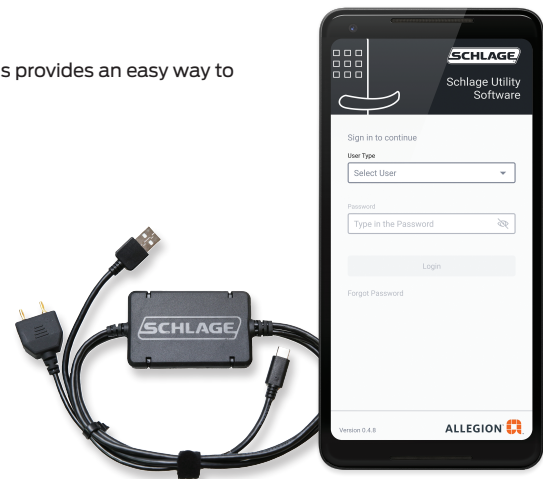 s provides an easy way to
SCHLAGE
Schlage Utility
Software
Sign in to continue
User Type
Select User
Password
Type in the Password
Login
Forgot Password
SCHLAGE
Version 0.4.8
ALLEGION